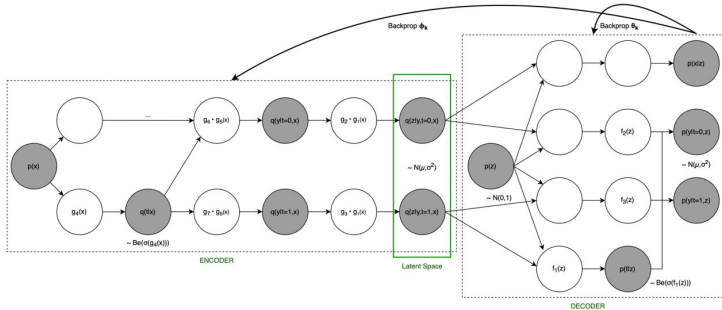 Backprop ϕk
Backprop θk
p(x|z)
...
g6 ∘ g5(x)
q(y|t=0,x)
g2 ∘ g1(x)
q(z|y,t=0,x)
f2(z)
p(y|t=0,z)
p(x)
~ N(μ,σ²)
p(z)
~ N(μ,σ²)
~ N(0,1)
g4(x)
q(t|x)
g7 ∘ g5(x)
q(y|t=1,x)
g3 ∘ g1(x)
q(z|y,t=1,x)
f3(z)
p(y|t=1,z)
~ Be(σ(g4(x)))
ENCODER
Latent Space
f1(z)
p(t|z)
~ Be(σ(f1(z)))
DECODER